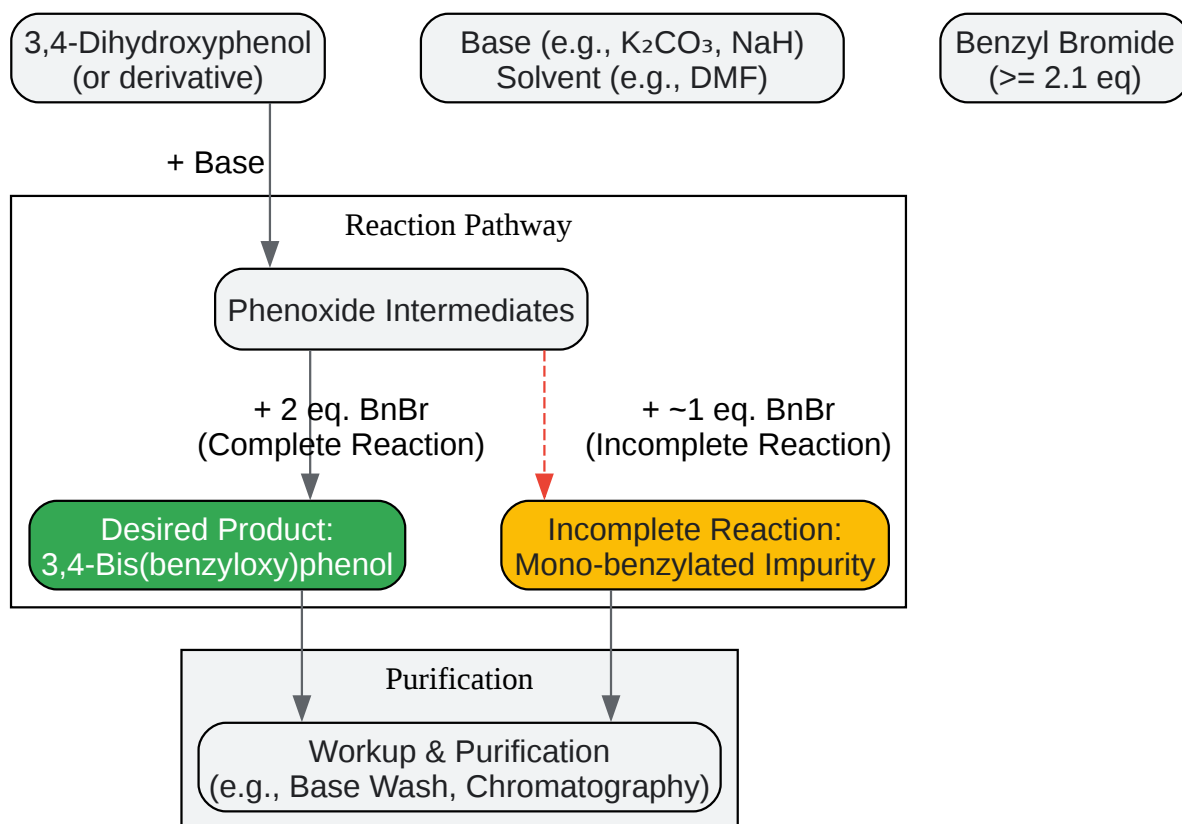 3,4-Dihydroxyphenol
(or derivative)
Base (e.g., K₂CO₃, NaH)
Solvent (e.g., DMF)
Benzyl Bromide
(>= 2.1 eq)
+ Base
Reaction Pathway
Phenoxide Intermediates
+ 2 eq. BnBr
(Complete Reaction)
+ ~1 eq. BnBr
(Incomplete Reaction)
Desired Product:
3,4-Bis(benzyloxy)phenol
Incomplete Reaction:
Mono-benzylated Impurity
Purification
Workup & Purification
(e.g., Base Wash, Chromatography)